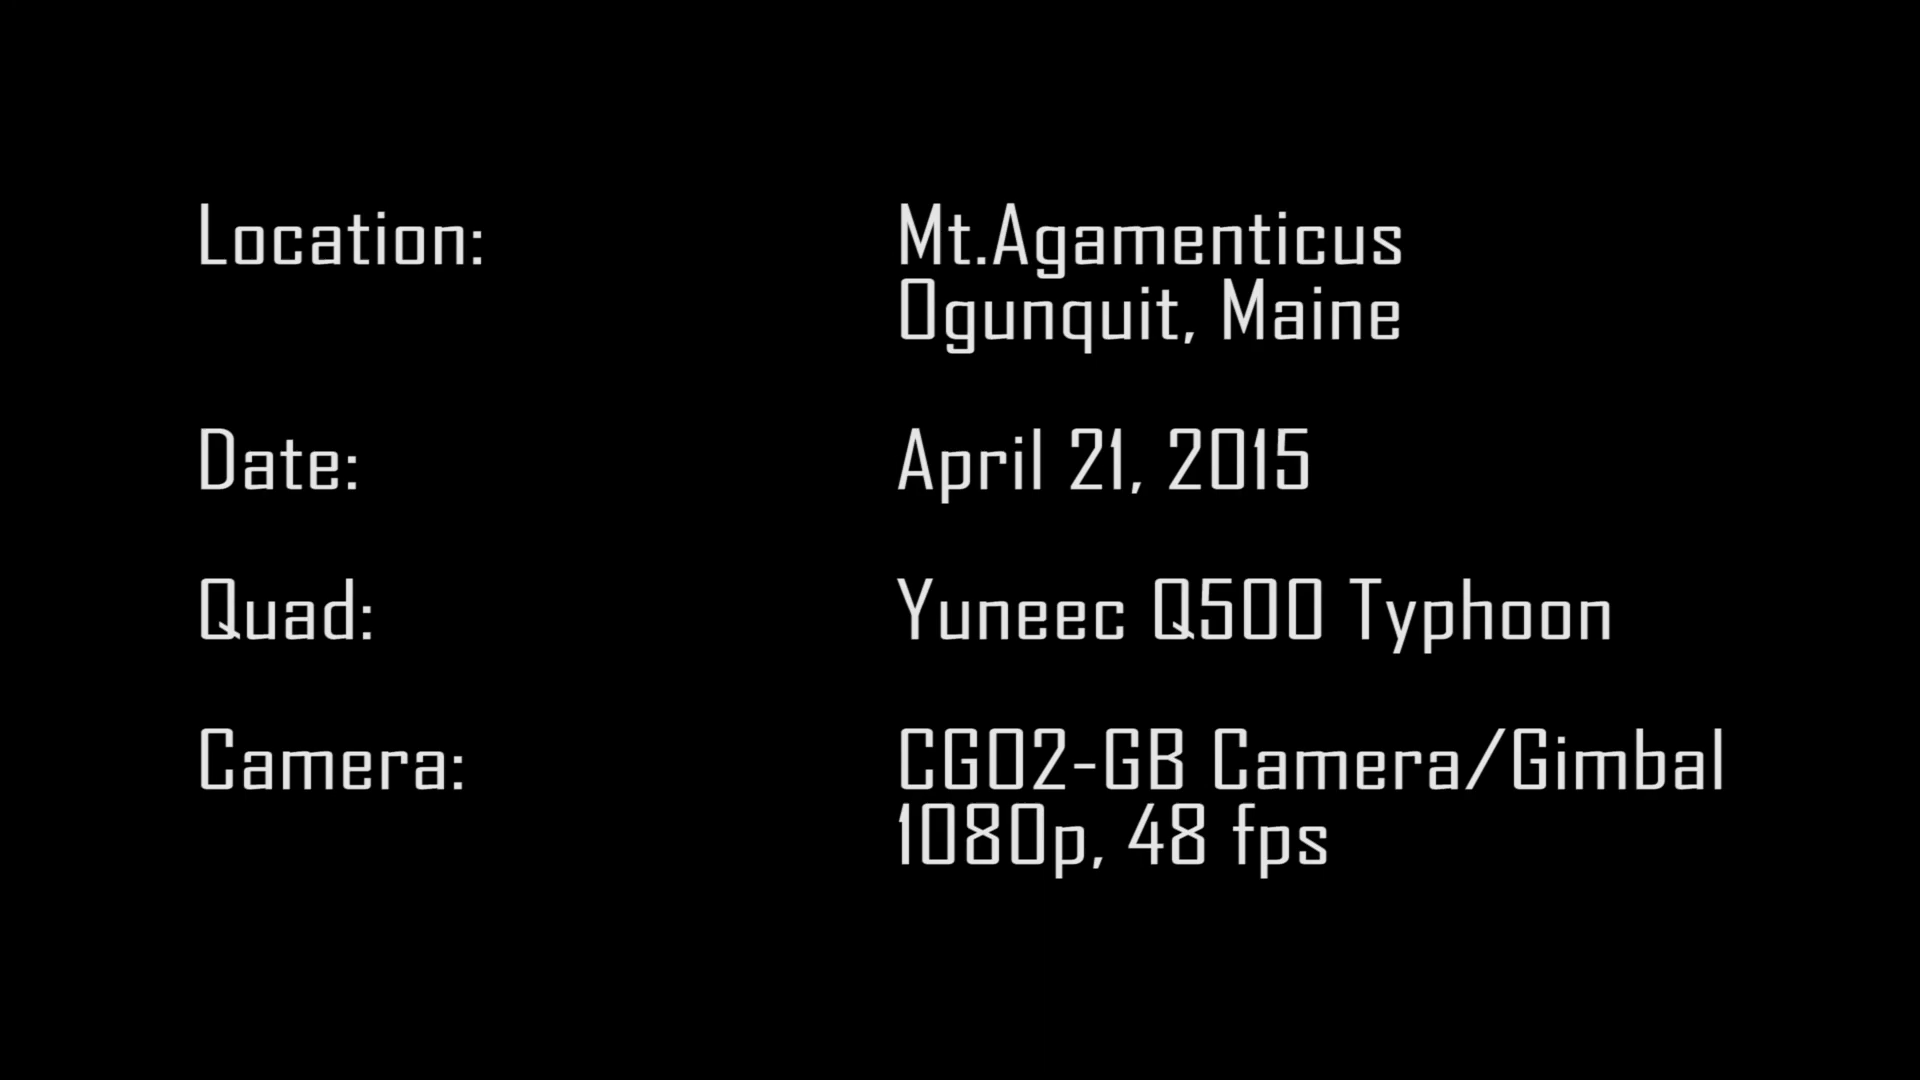 Location: Mt.Agamenticus
Ogunquit, Maine
Date: April 21, 2015
Quad: Yuneec Q500 Typhoon
Camera: CGO2-GB Camera/Gimbal
1080p, 48 fps